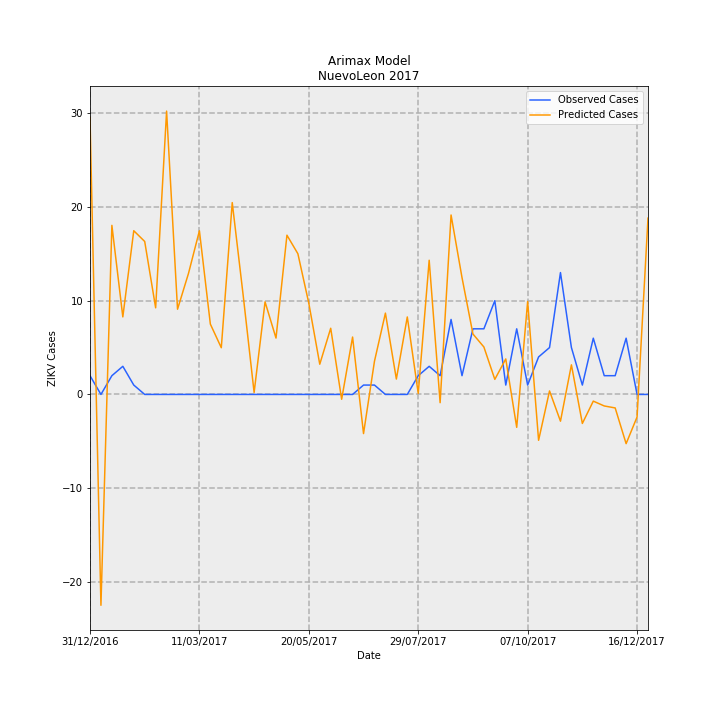 Arimax Model
NuevoLeon 2017
Observed Cases
Predicted Cases
ZIKV Cases
30
20
10
0
−10
−20
31/12/2016
11/03/2017
20/05/2017
29/07/2017
07/10/2017
16/12/2017
Date